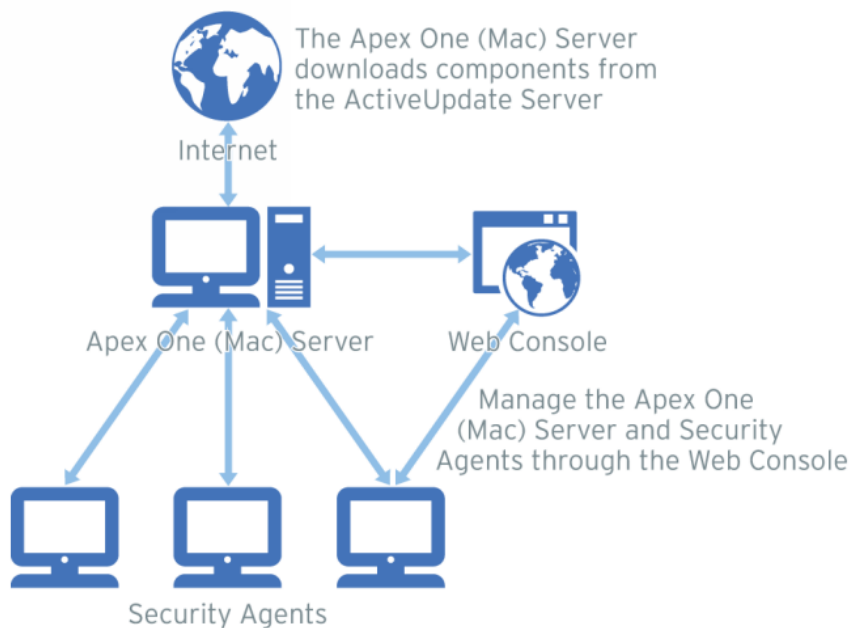 The Apex One (Mac) Server
downloads components from
the ActiveUpdate Server
Internet
Apex One (Mac) Server
Web Console
Manage the Apex One
(Mac) Server and Security
Agents through the Web Console
Security Agents